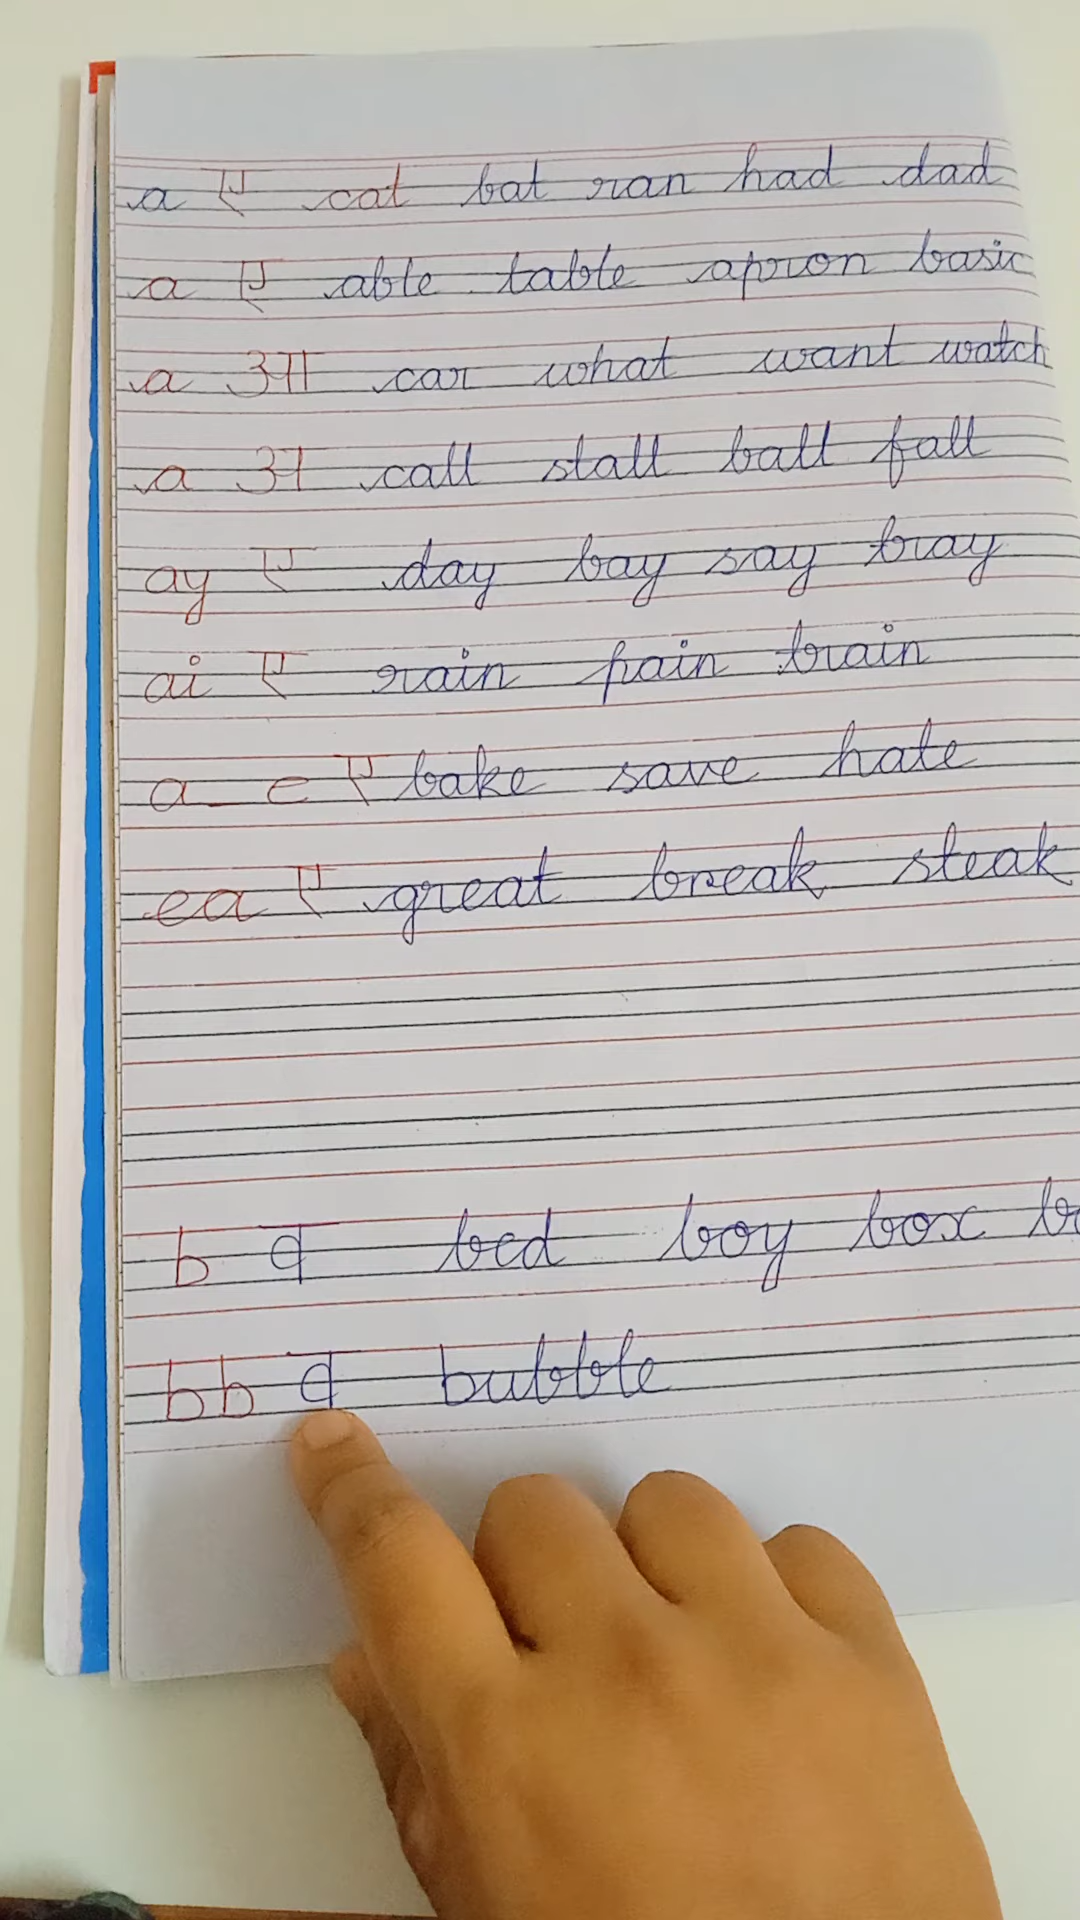 a ए cat bat ran had dad
a ए able table apron basic
a आ car what want watch
a अ call stall ball fall
ay ए day bay say bray
ai ए rain pain brain
a_e ए bake save hate
ea ए great break steak
b ब bed boy box
bb ब bubble